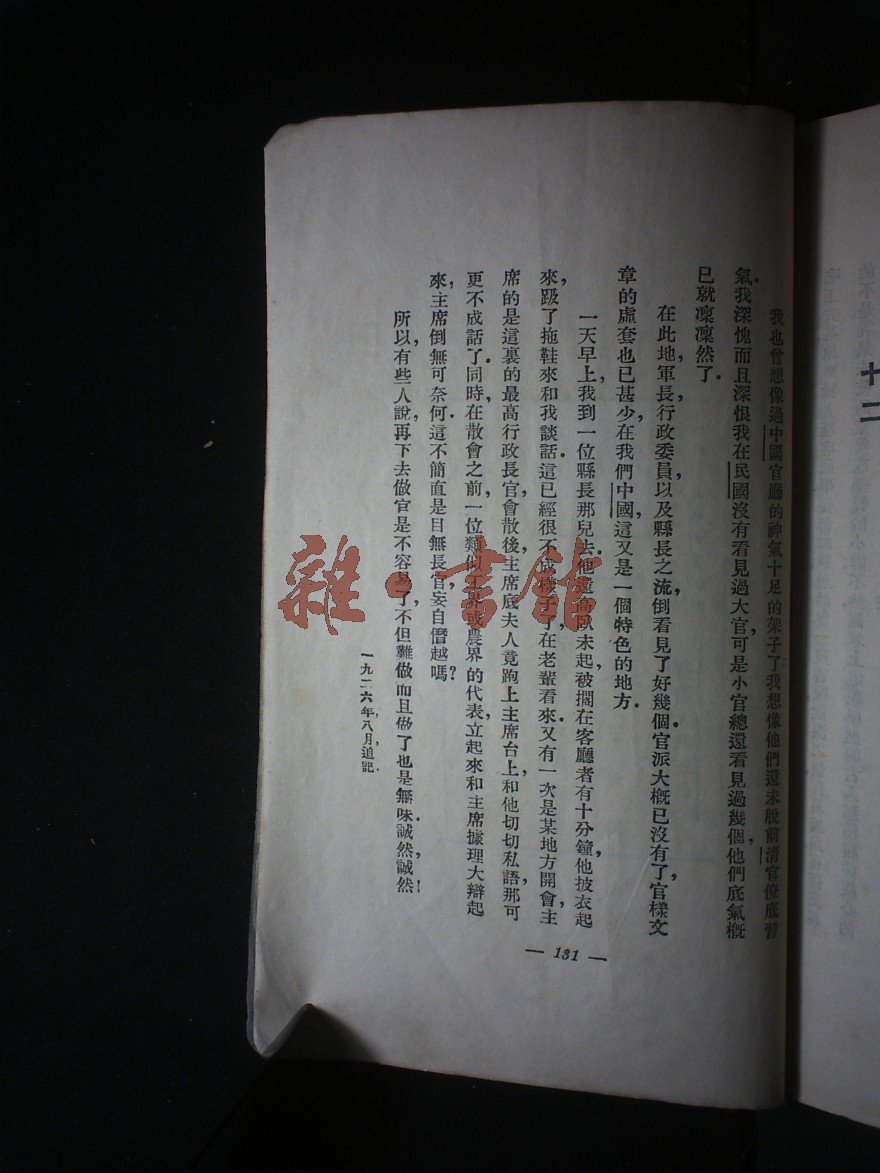 十二
我也曾想像過中國官廳的神氣十足的架子了我想像他們還未脫前清官僚底習
氣.我深愧而且深恨我在民國沒有看見過大官,可是小官總還看見過幾個,他們底氣概
已就凜凜然了.
在此地,軍長,行政委員,以及縣長之流,倒看見了好幾個.官派大概已沒有了,官樣文
章的虛套也已甚少,在我們中國,這又是一個特色的地方.
一天早上,我到一位縣長那兒去.他還高臥未起,被擱在客廳者有十分鐘,他披衣起
來,趿了拖鞋來和我談話.這已經很不成樣子了,在老輩看來.又有一次,是某地方開會,主
席的是這裏的最高行政長官,會散後,主席底夫人竟跑上主席台上,和他切切私語,那可
更不成話了.同時,在散會之前,一位類似工界或農界的代表,立起來和主席據理大辯起
來,主席倒無可奈何.這不簡直是目無長官,妄自僭越嗎?
所以,有些人說,再下去做官是不容易了,不但難做,而且做了也是無味.誠然,誠然!
一九二六年,八月,追記.
— 131 —
雜·書館